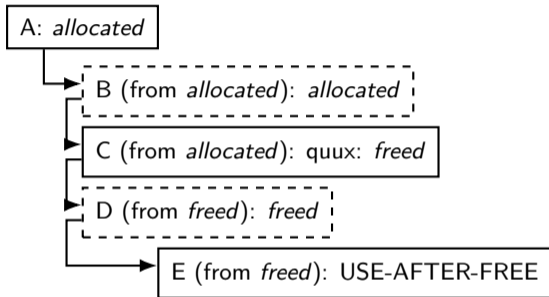 A: allocated
B (from allocated): allocated
C (from allocated): quux: freed
D (from freed): freed
E (from freed): USE-AFTER-FREE